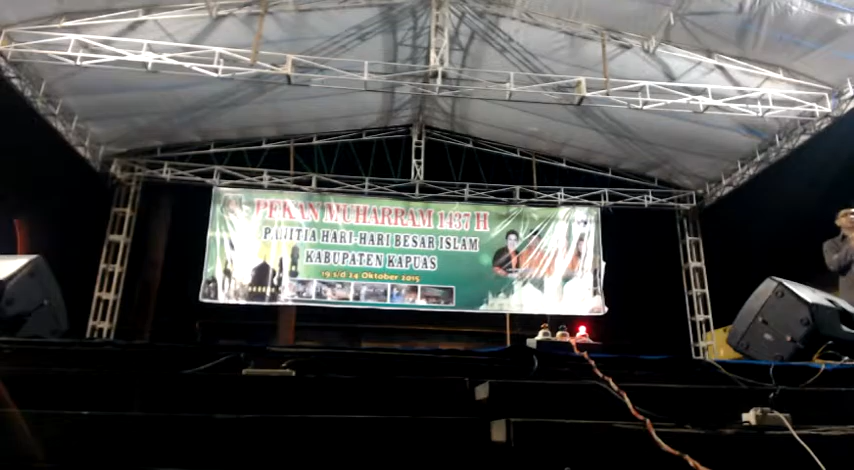 PEKAN MUHARRAM 1437 H
PANITIA HARI-HARI BESAR ISLAM
KABUPATEN KAPUAS
19 s/d 24 Oktober 2015